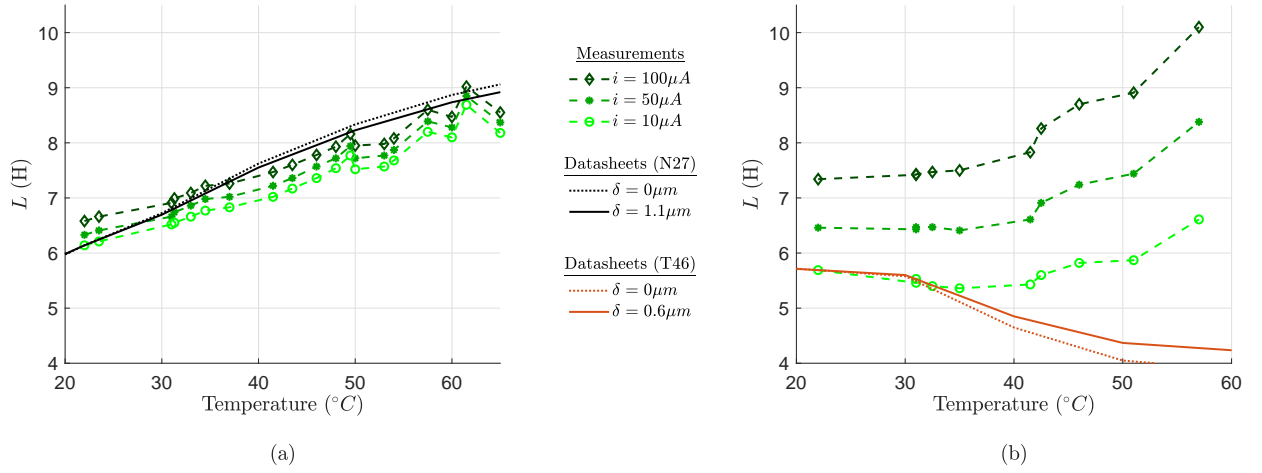 10
9
8
7
6
5
4
20
30
40
50
60
L (H)
Temperature (°C)
(a)
Measurements
i = 100μA
i = 50μA
i = 10μA
Datasheets (N27)
δ = 0μm
δ = 1.1μm
Datasheets (T46)
δ = 0μm
δ = 0.6μm
10
9
8
7
6
5
4
20
30
40
50
60
L (H)
Temperature (°C)
(b)